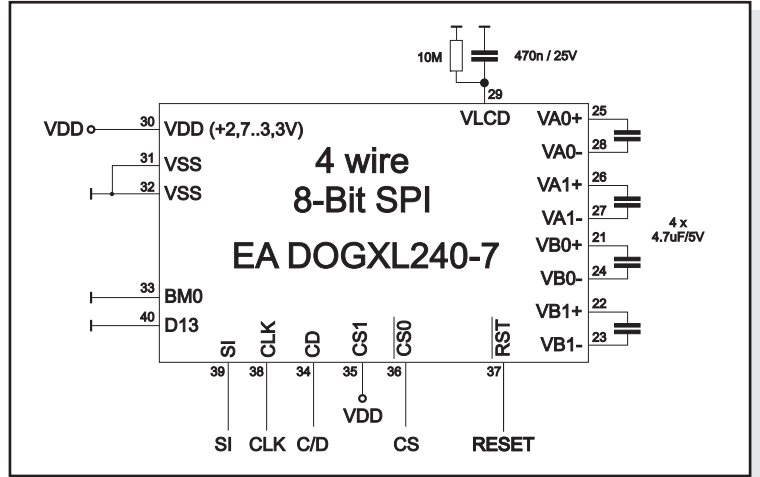 10M
470n / 25V
29
VLCD
VDD
30
VDD (+2,7..3,3V)
31
VSS
32
VSS
4 wire
8-Bit SPI
EA DOGXL240-7
VA0+
25
VA0-
28
VA1+
26
VA1-
27
VB0+
21
VB0-
24
VB1+
22
VB1-
23
4 x
4.7uF/5V
33
BM0
40
D13
SI
CLK
CD
CS1
CS0
RST
39
38
34
35
36
37
VDD
SI
CLK
C/D
CS
RESET